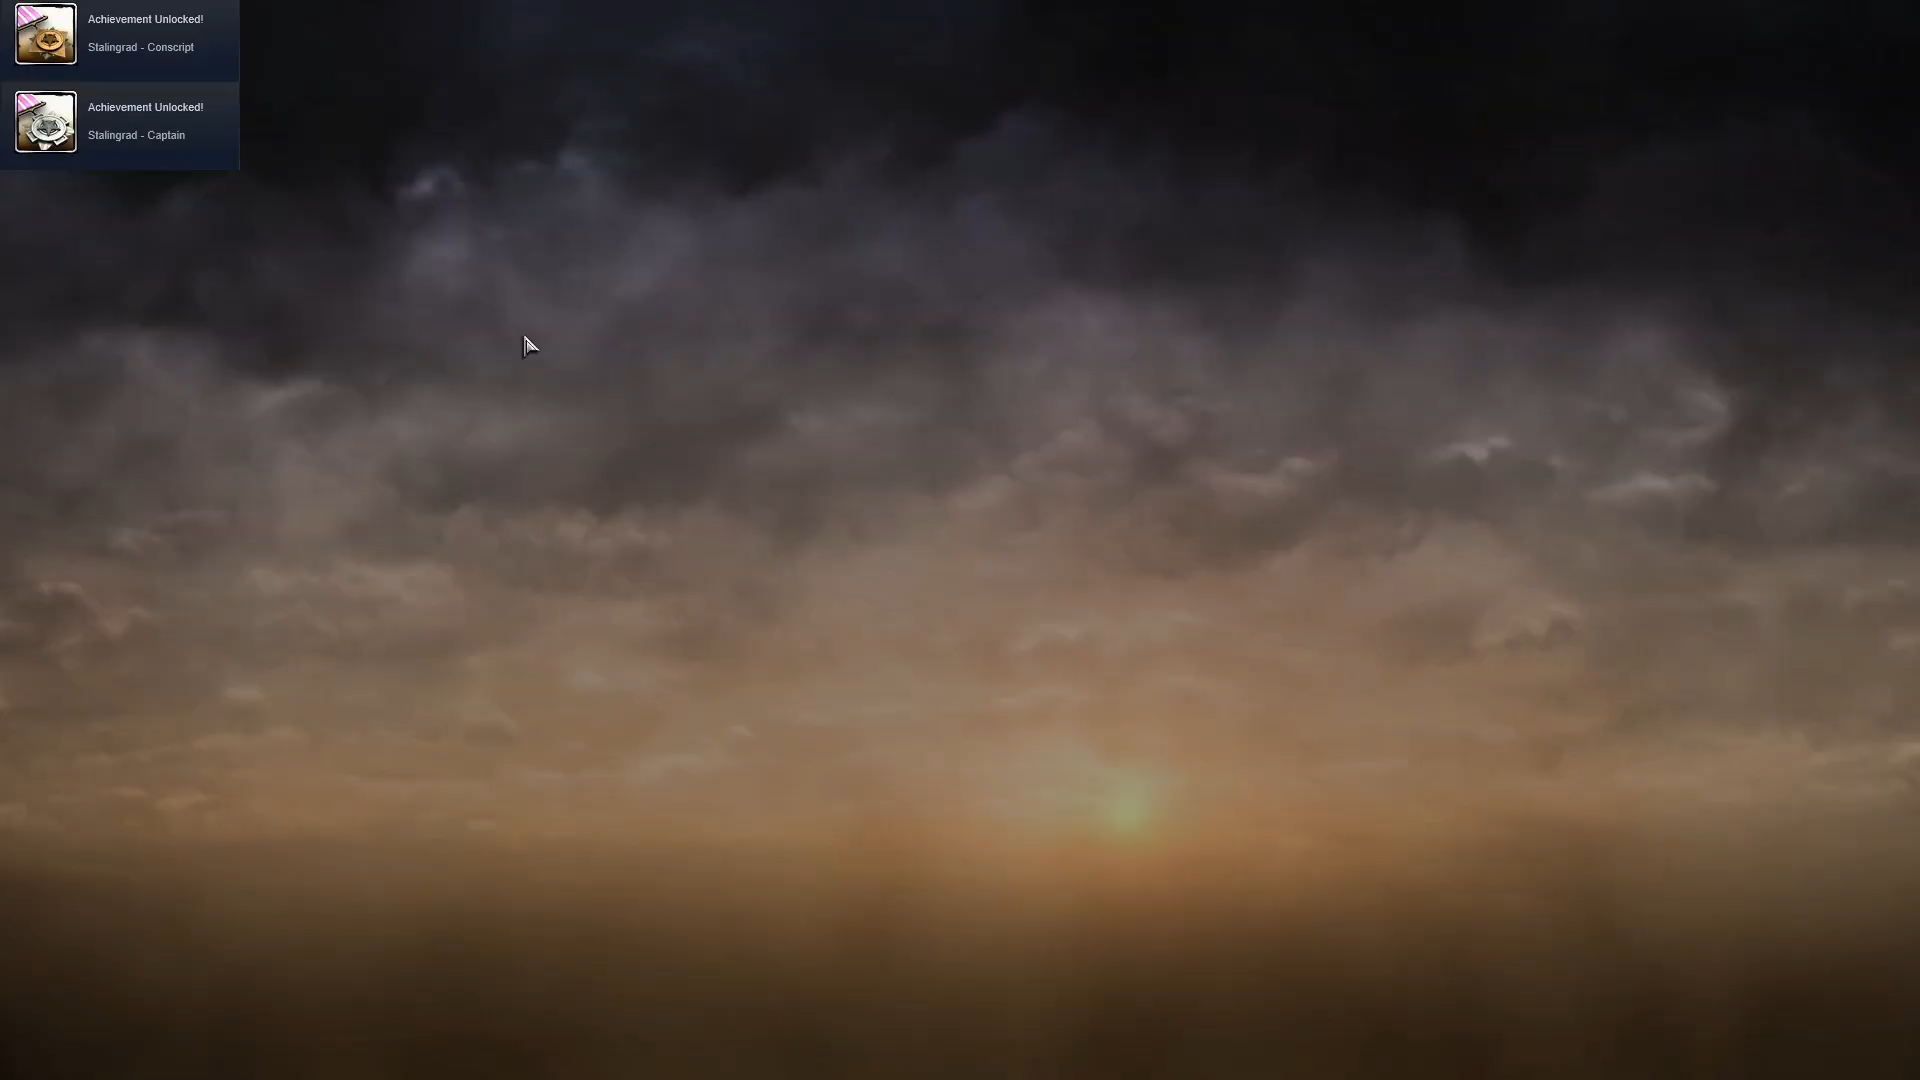 Achievement Unlocked!
Stalingrad - Conscript
Achievement Unlocked!
Stalingrad - Captain